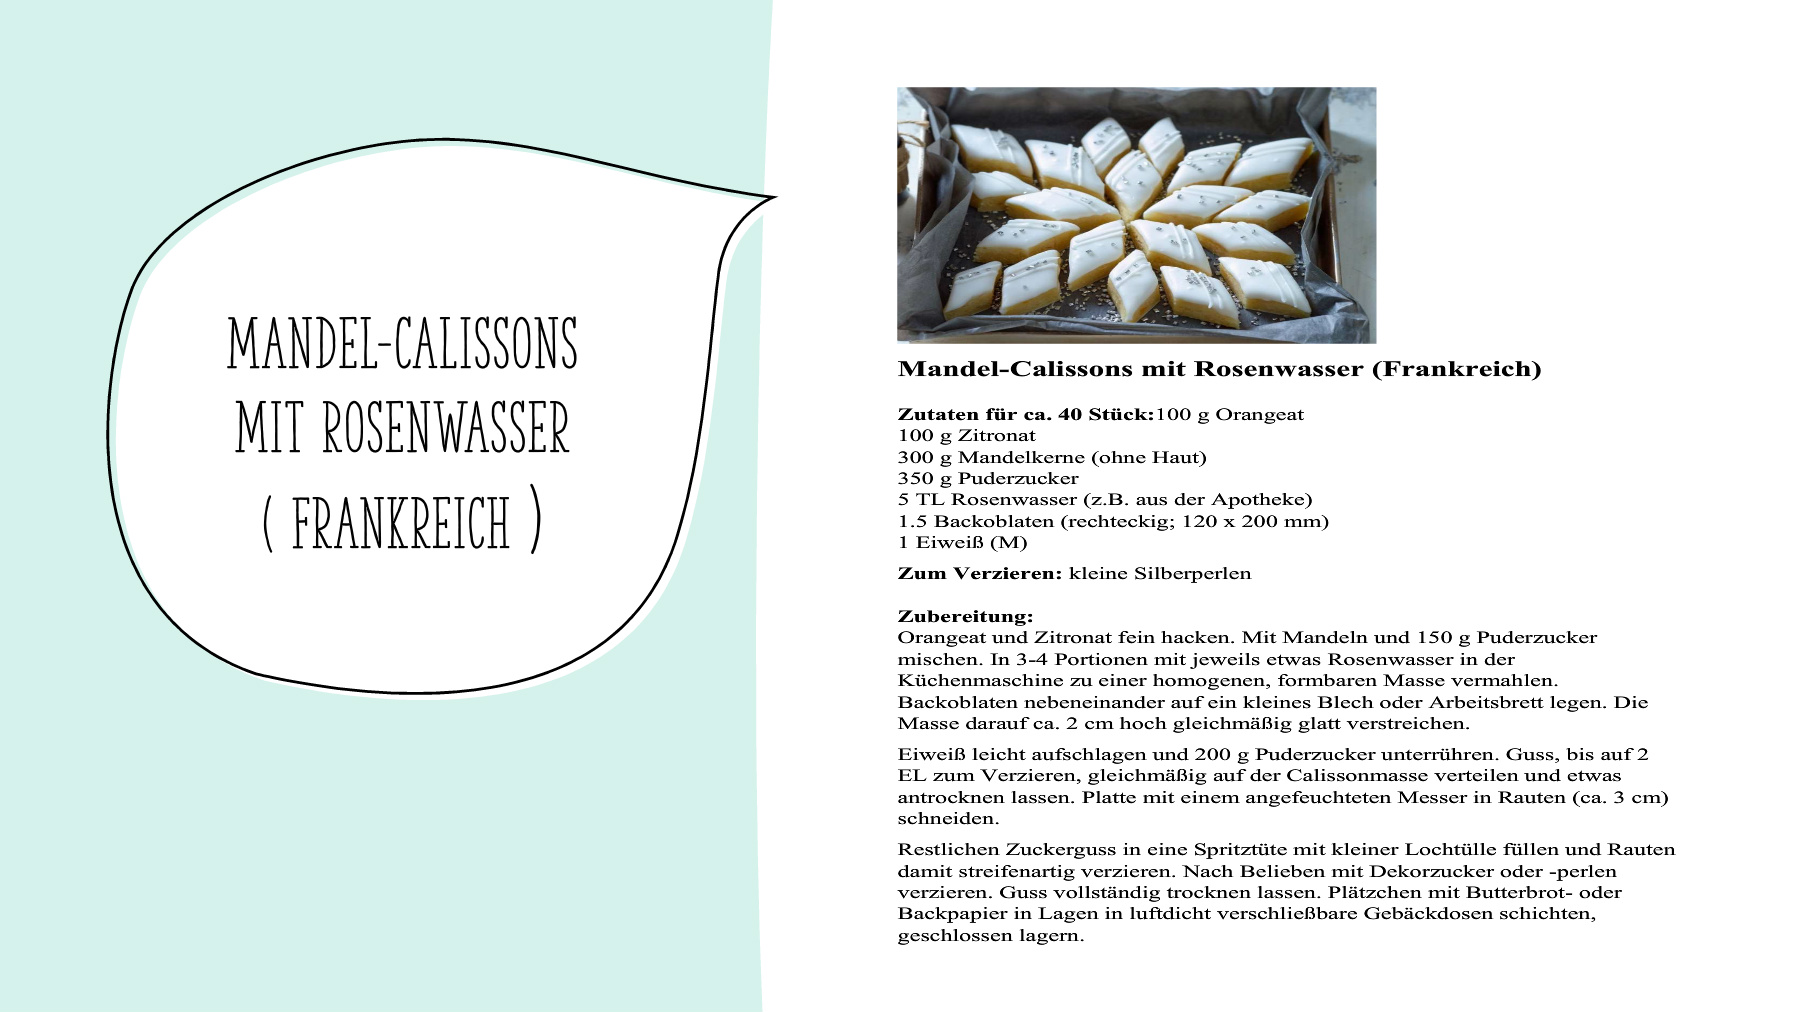 MANDEL-CALISSONS
MIT ROSENWASSER
( FRANKREICH )
Mandel-Calissons mit Rosenwasser (Frankreich)
Zutaten für ca. 40 Stück:100 g Orangeat
100 g Zitronat
300 g Mandelkerne (ohne Haut)
350 g Puderzucker
5 TL Rosenwasser (z.B. aus der Apotheke)
1.5 Backoblaten (rechteckig; 120 x 200 mm)
1 Eiweiß (M)
Zum Verzieren: kleine Silberperlen
Zubereitung:
Orangeat und Zitronat fein hacken. Mit Mandeln und 150 g Puderzucker
mischen. In 3-4 Portionen mit jeweils etwas Rosenwasser in der
Küchenmaschine zu einer homogenen, formbaren Masse vermahlen.
Backoblaten nebeneinander auf ein kleines Blech oder Arbeitsbrett legen. Die
Masse darauf ca. 2 cm hoch gleichmäßig glatt verstreichen.
Eiweiß leicht aufschlagen und 200 g Puderzucker unterrühren. Guss, bis auf 2
EL zum Verzieren, gleichmäßig auf der Calissonmasse verteilen und etwas
antrocknen lassen. Platte mit einem angefeuchteten Messer in Rauten (ca. 3 cm)
schneiden.
Restlichen Zuckerguss in eine Spritztüte mit kleiner Lochtülle füllen und Rauten
damit streifenartig verzieren. Nach Belieben mit Dekorzucker oder -perlen
verzieren. Guss vollständig trocknen lassen. Plätzchen mit Butterbrot- oder
Backpapier in Lagen in luftdicht verschließbare Gebäckdosen schichten,
geschlossen lagern.